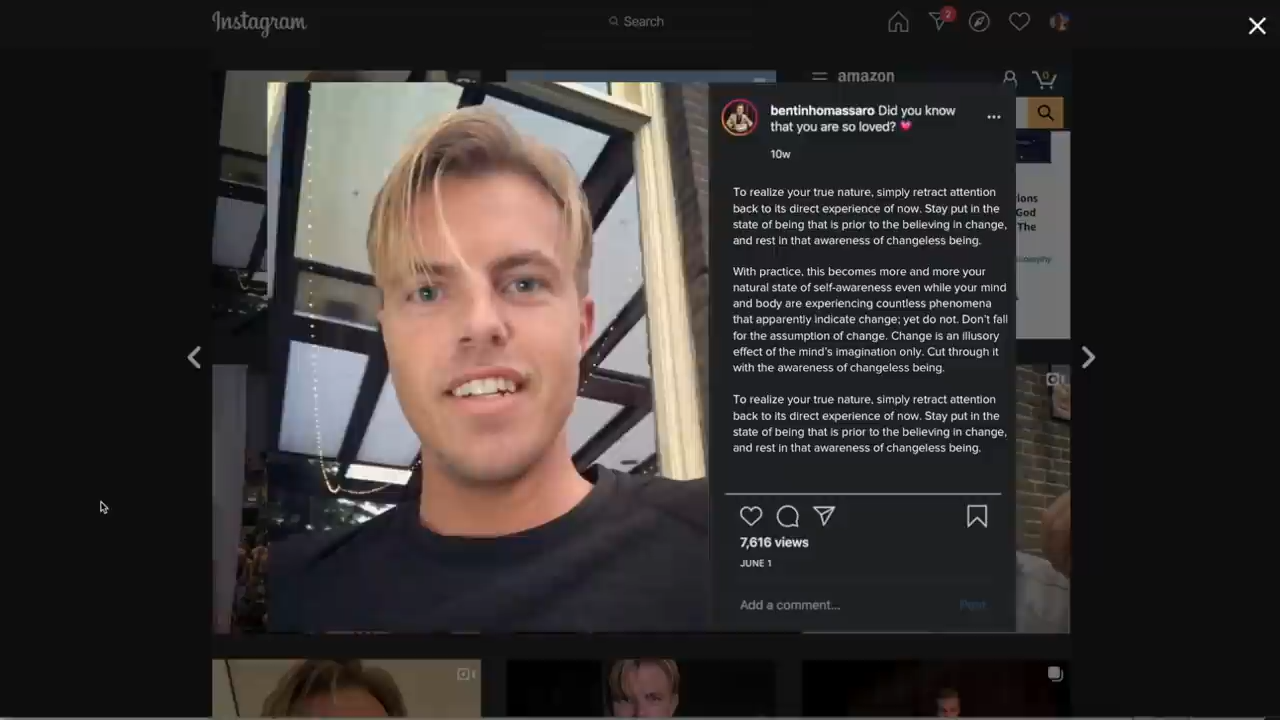 Instagram
Search
2
amazon
0
bentinhomassaro Did you know
that you are so loved? 💗
10w
To realize your true nature, simply retract attention
back to its direct experience of now. Stay put in the
state of being that is prior to the believing in change,
and rest in that awareness of changeless being.
With practice, this becomes more and more your
natural state of self-awareness even while your mind
and body are experiencing countless phenomena
that apparently indicate change; yet do not. Don't fall
for the assumption of change. Change is an illusory
effect of the mind's imagination only. Cut through it
with the awareness of changeless being.
To realize your true nature, simply retract attention
back to its direct experience of now. Stay put in the
state of being that is prior to the believing in change,
and rest in that awareness of changeless being.
God
The
7,616 views
JUNE 1
Add a comment...
Post